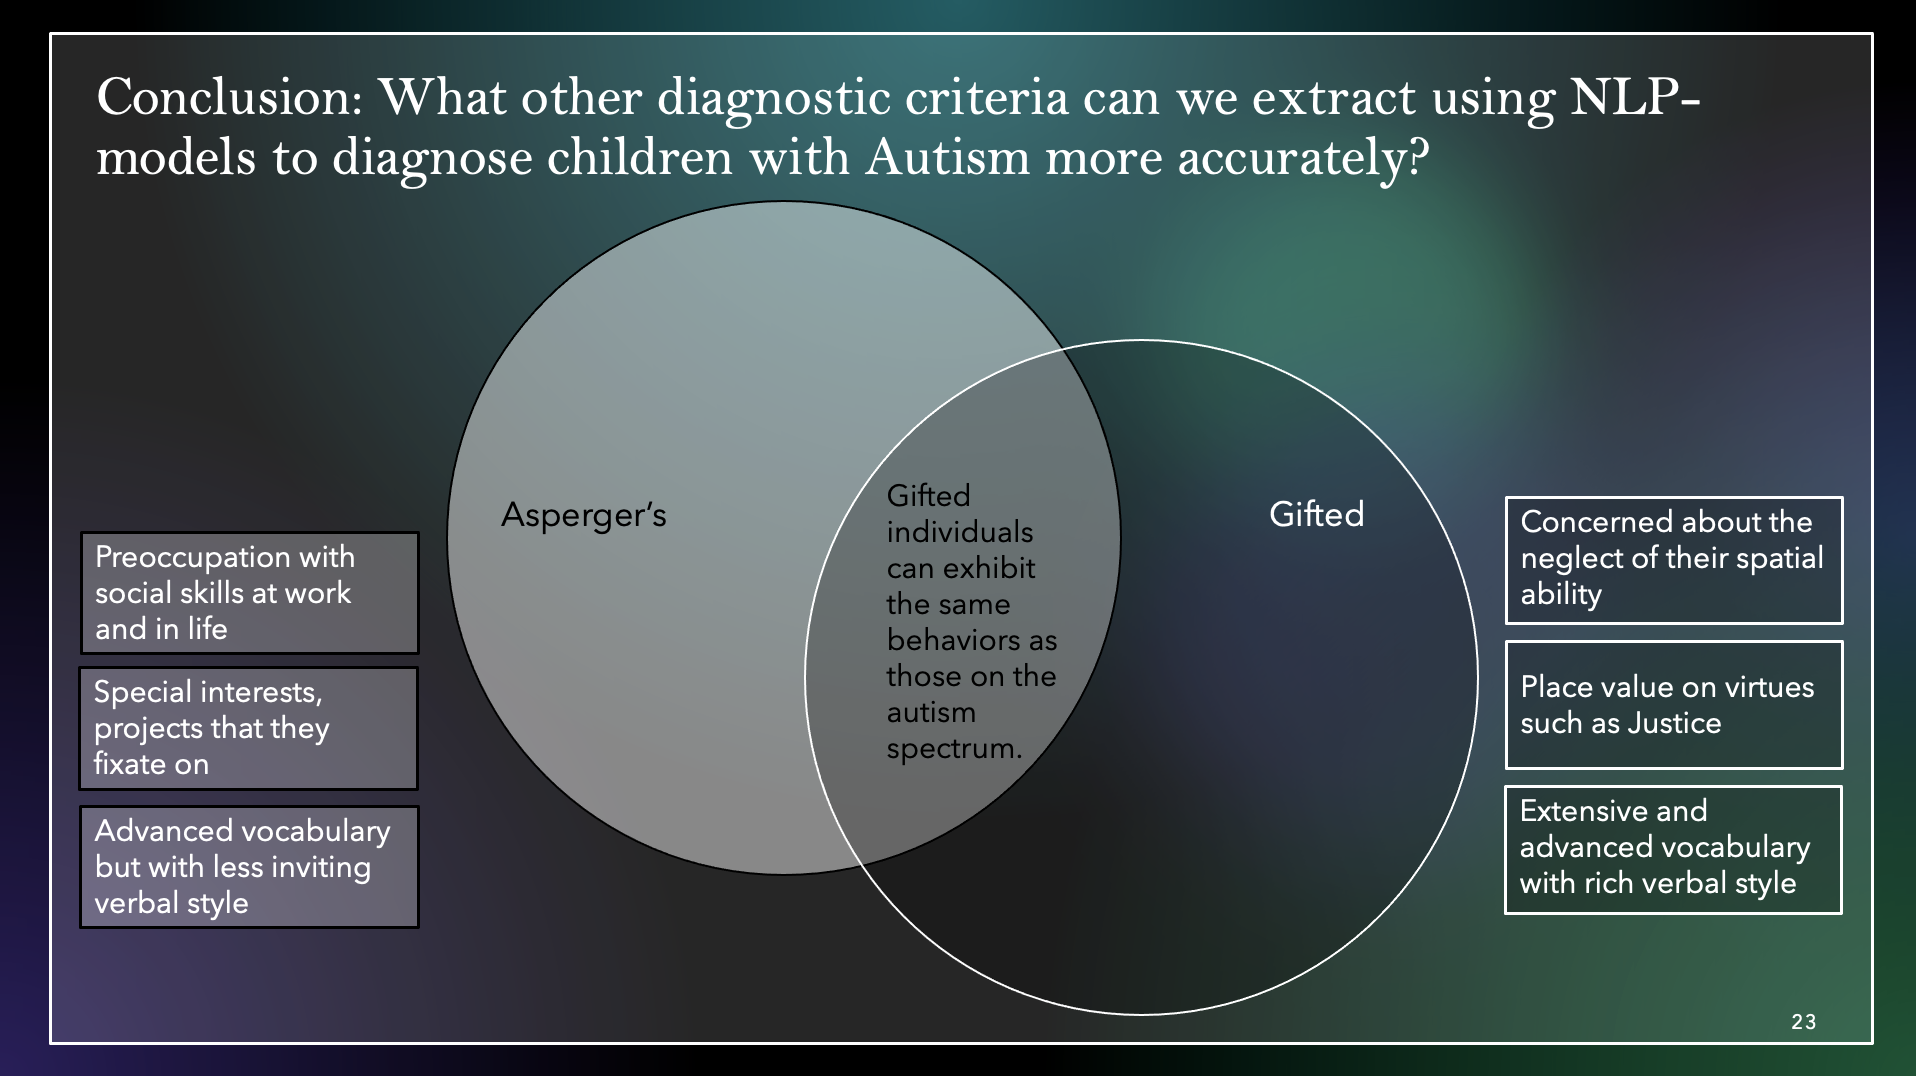 Conclusion: What other diagnostic criteria can we extract using NLP-
models to diagnose children with Autism more accurately?
Asperger’s
Gifted
individuals
can exhibit
the same
behaviors as
those on the
autism
spectrum.
Gifted
Preoccupation with
social skills at work
and in life
Special interests,
projects that they
fixate on
Advanced vocabulary
but with less inviting
verbal style
Concerned about the
neglect of their spatial
ability
Place value on virtues
such as Justice
Extensive and
advanced vocabulary
with rich verbal style
23